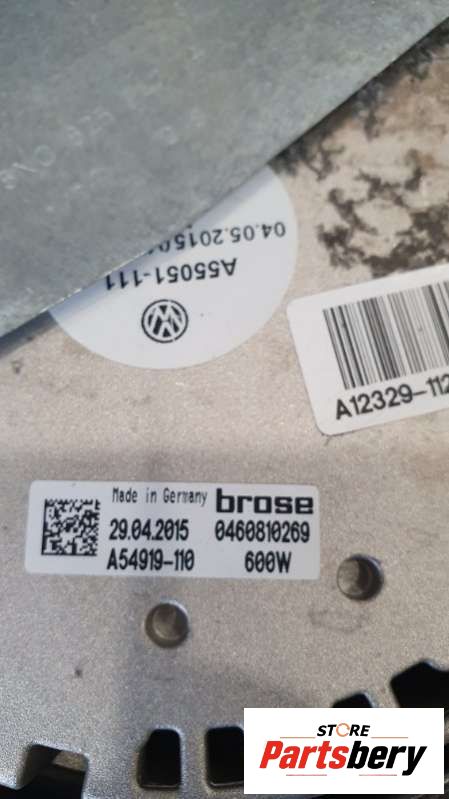 04.05.2015
A55051-111
A12329-112
Made in Germany brose
29.04.2015 0460810269
A54919-110 600W
STORE
Partsbery